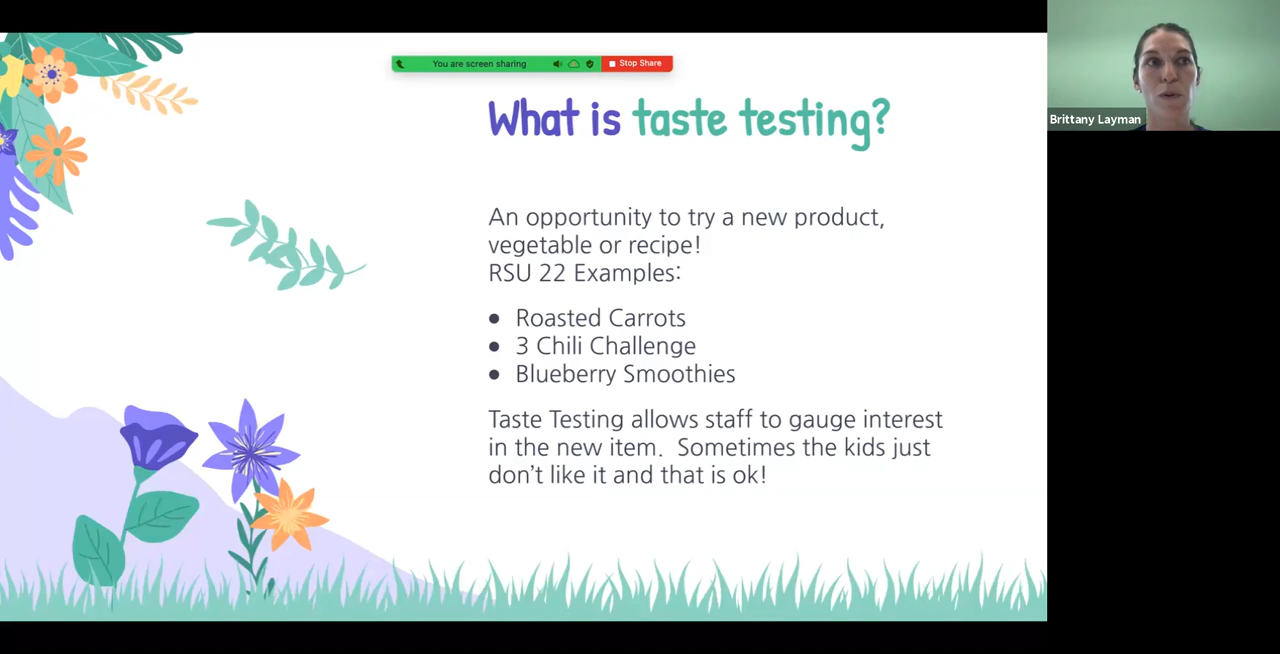 You are screen sharing
Stop Share
What is taste testing?
Brittany Layman
An opportunity to try a new product,
vegetable or recipe!
RSU 22 Examples:
● Roasted Carrots
● 3 Chili Challenge
● Blueberry Smoothies
Taste Testing allows staff to gauge interest
in the new item. Sometimes the kids just
don't like it and that is ok!